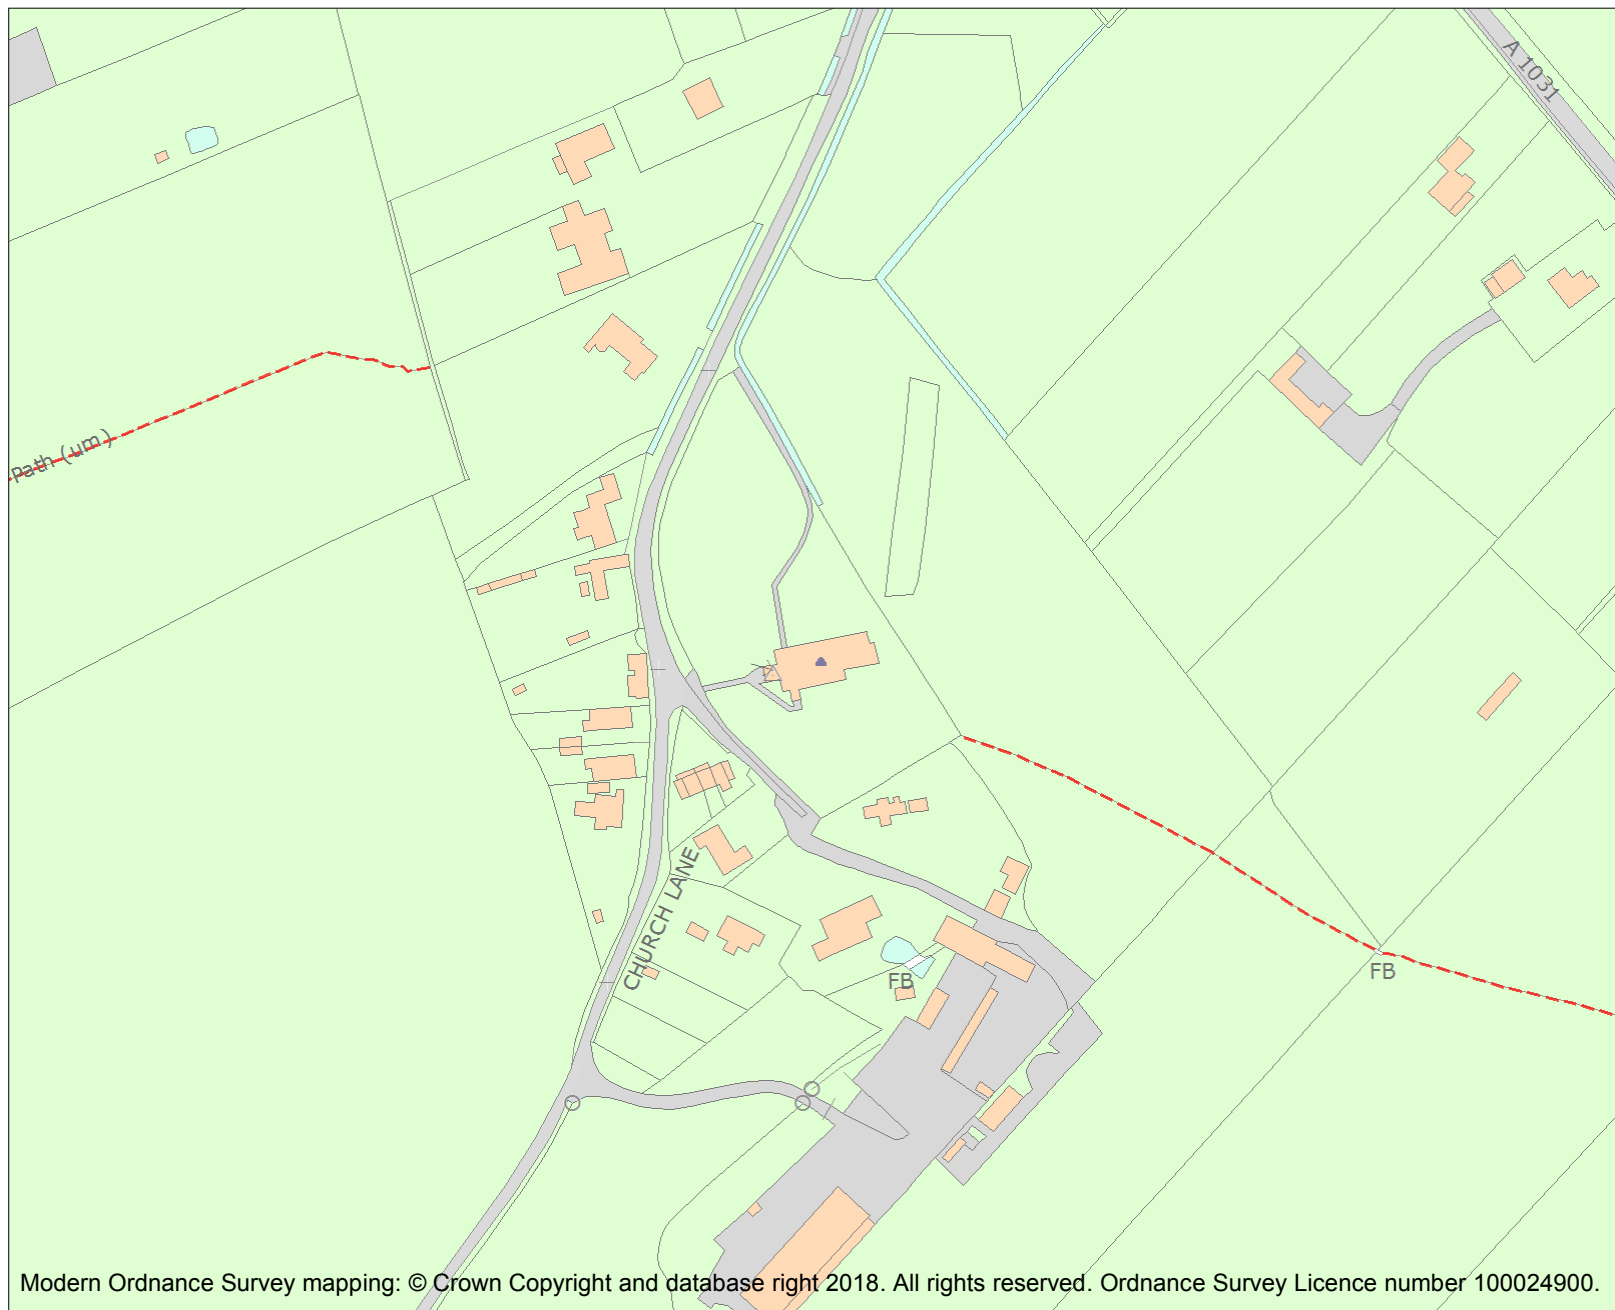 A 1031
Path (um)
CHURCH LANE
FB
FB
Modern Ordnance Survey mapping: © Crown Copyright and database right 2018. All rights reserved. Ordnance Survey Licence number 100024900.